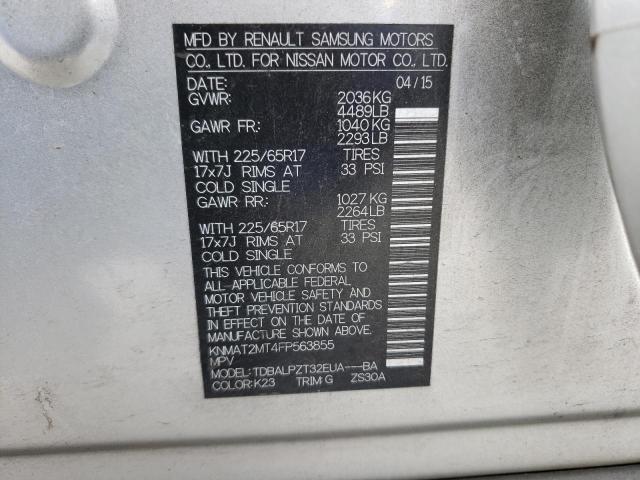 MFD BY RENAULT SAMSUNG MOTORS
CO., LTD. FOR NISSAN MOTOR CO., LTD.
DATE: 04/15
GVWR: 2036KG
4489LB
GAWR FR: 1040KG
2293LB
WITH 225/65R17 TIRES
17x7J RIMS AT 33 PSI
COLD SINGLE
GAWR RR: 1027 KG
2264LB
WITH 225/65R17 TIRES
17x7J RIMS AT 33 PSI
COLD SINGLE
THIS VEHICLE CONFORMS TO
ALL-APPLICABLE FEDERAL
MOTOR VEHICLE SAFETY AND
THEFT PREVENTION STANDARDS
IN EFFECT ON THE DATE OF
MANUFACTURE SHOWN ABOVE.
KNMAT2MT4FP563855
MPV
MODEL: TDBALPZT32EUA---BA
COLOR: K23 TRIM: G ZS30A